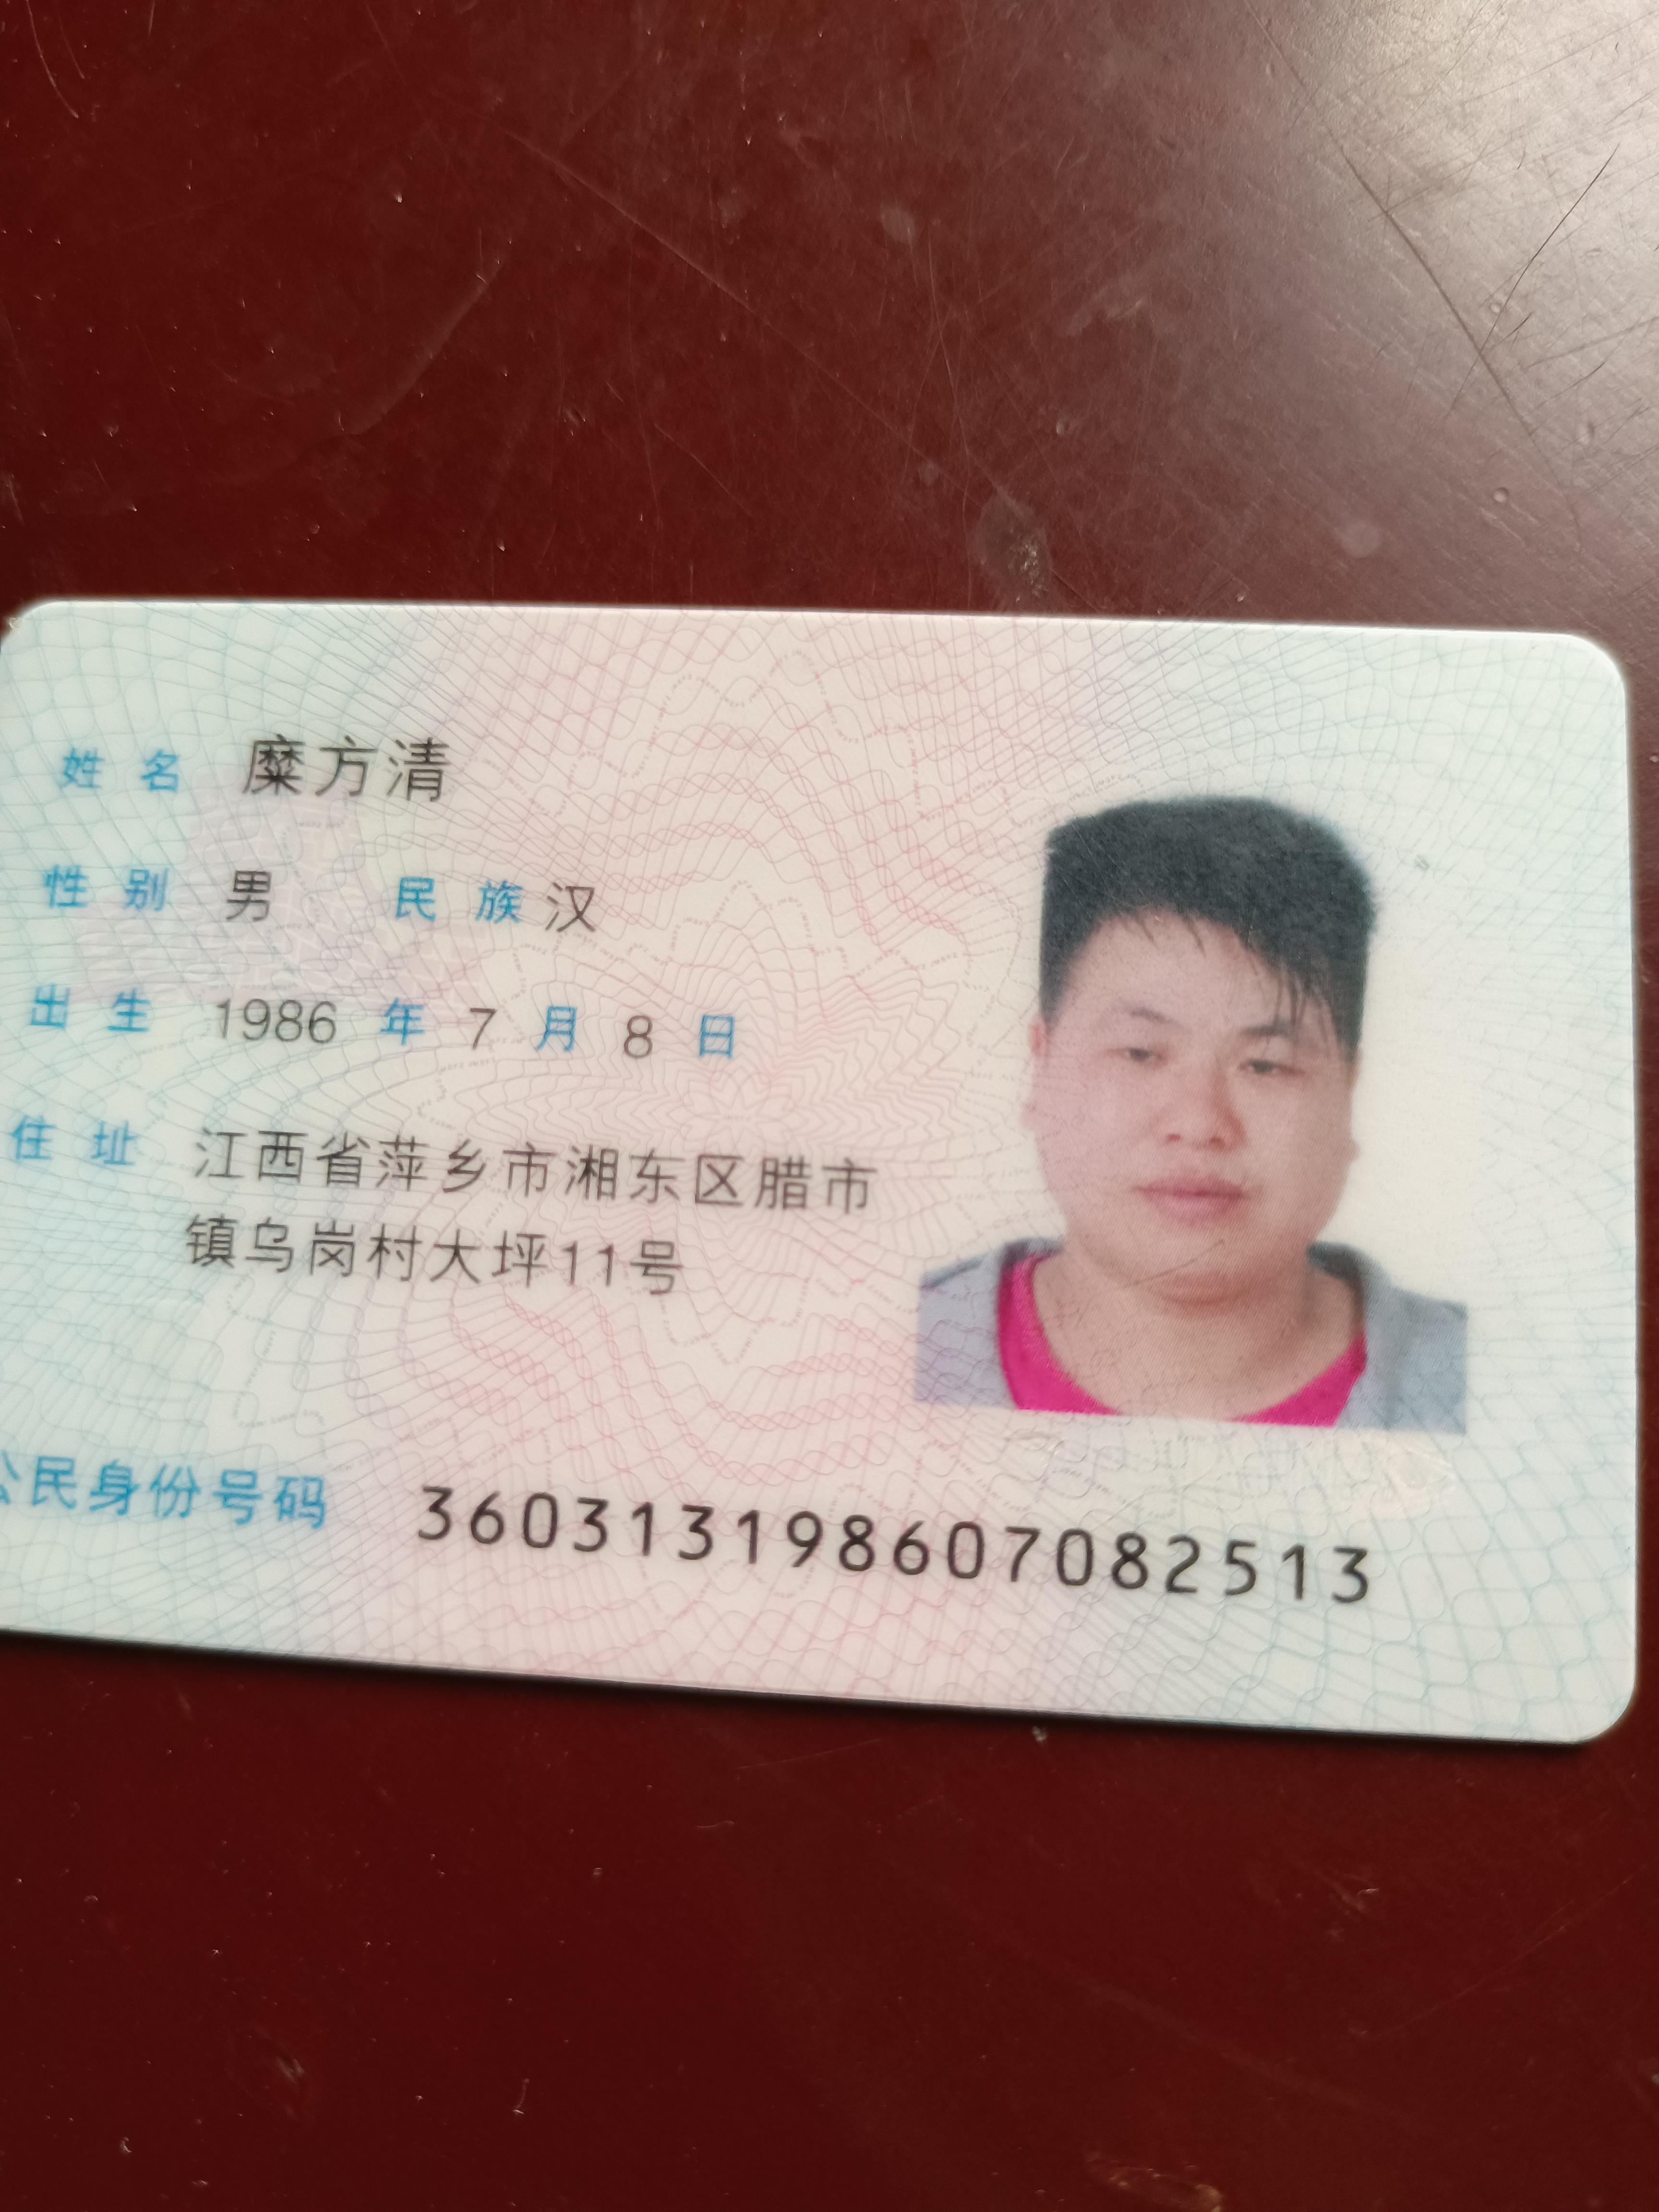 姓名 糜方清
性别 男 民族 汉
出生 1986 年 7 月 8 日
住址 江西省萍乡市湘东区腊市
镇乌岗村大坪11号
公民身份号码 360313198607082513